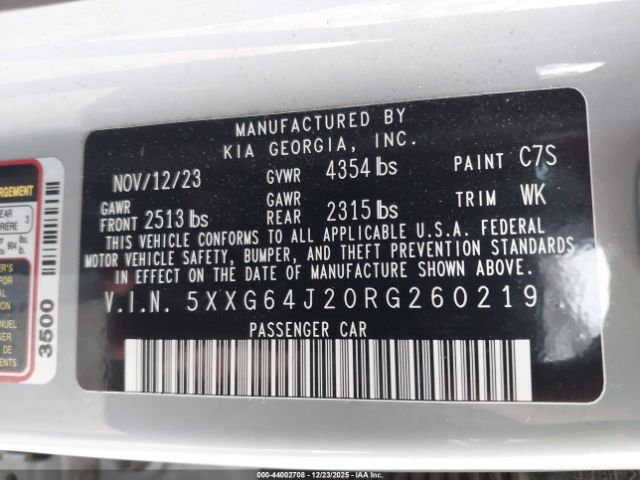 MANUFACTURED BY
KIA GEORGIA, INC.
NOV/12/23 GVWR 4354 lbs PAINT C7S
GAWR FRONT 2513 lbs GAWR REAR 2315 lbs TRIM WK
THIS VEHICLE CONFORMS TO ALL APPLICABLE U.S.A. FEDERAL
MOTOR VEHICLE SAFETY, BUMPER, AND THEFT PREVENTION STANDARDS
IN EFFECT ON THE DATE OF MANUFACTURE SHOWN ABOVE.
V.I.N. 5XXG64J20RG260219
PASSENGER CAR
3500
000-44002708 - 12/23/2025 - IAA Inc.